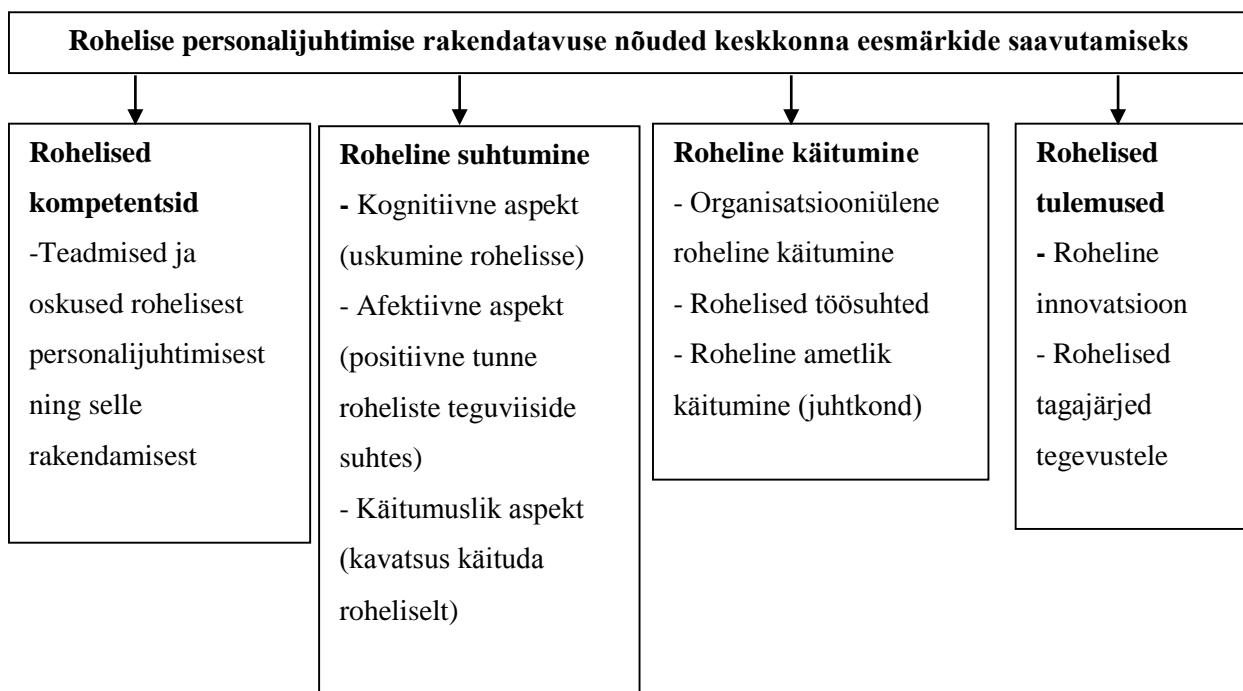 Rohelise personalijuhtimise rakendatavuse nõuded keskkonna eesmärkide saavutamiseks
Rohelised
kompetentsid
-Teadmised ja
oskused rohelisest
personalijuhtimisest
ning selle
rakendamisest
Roheline suhtumine
- Kognitiivne aspekt
(uskumine rohelisse)
- Afektiivne aspekt
(positiivne tunne
roheliste teguviiside
suhtes)
- Käitumuslik aspekt
(kavatsus käituda
roheliselt)
Roheline käitumine
- Organisatsiooniülene
roheline käitumine
- Rohelised töösuhted
- Roheline ametlik
käitumine (juhtkond)
Rohelised
tulemused
- Roheline
innovatsioon
- Rohelised
tagajärjed
tegevustele